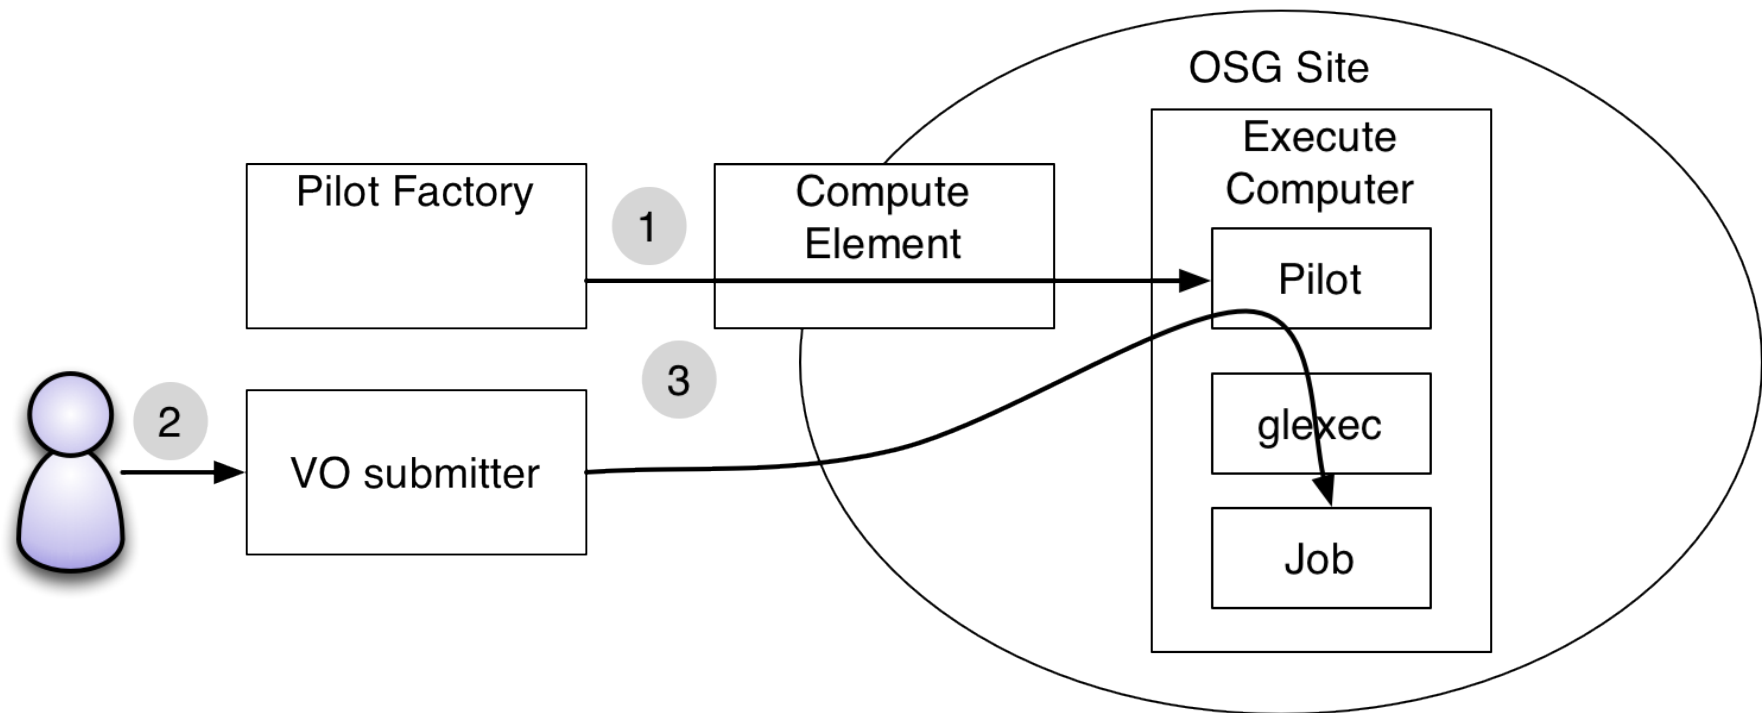 OSG Site
Execute
Computer
Pilot Factory
1
Compute
Element
Pilot
3
2
VO submitter
glexec
Job